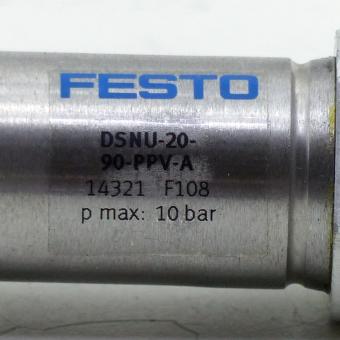 FESTO
DSNU-20-
90-PPV-A
14321 F108
p max: 10 bar